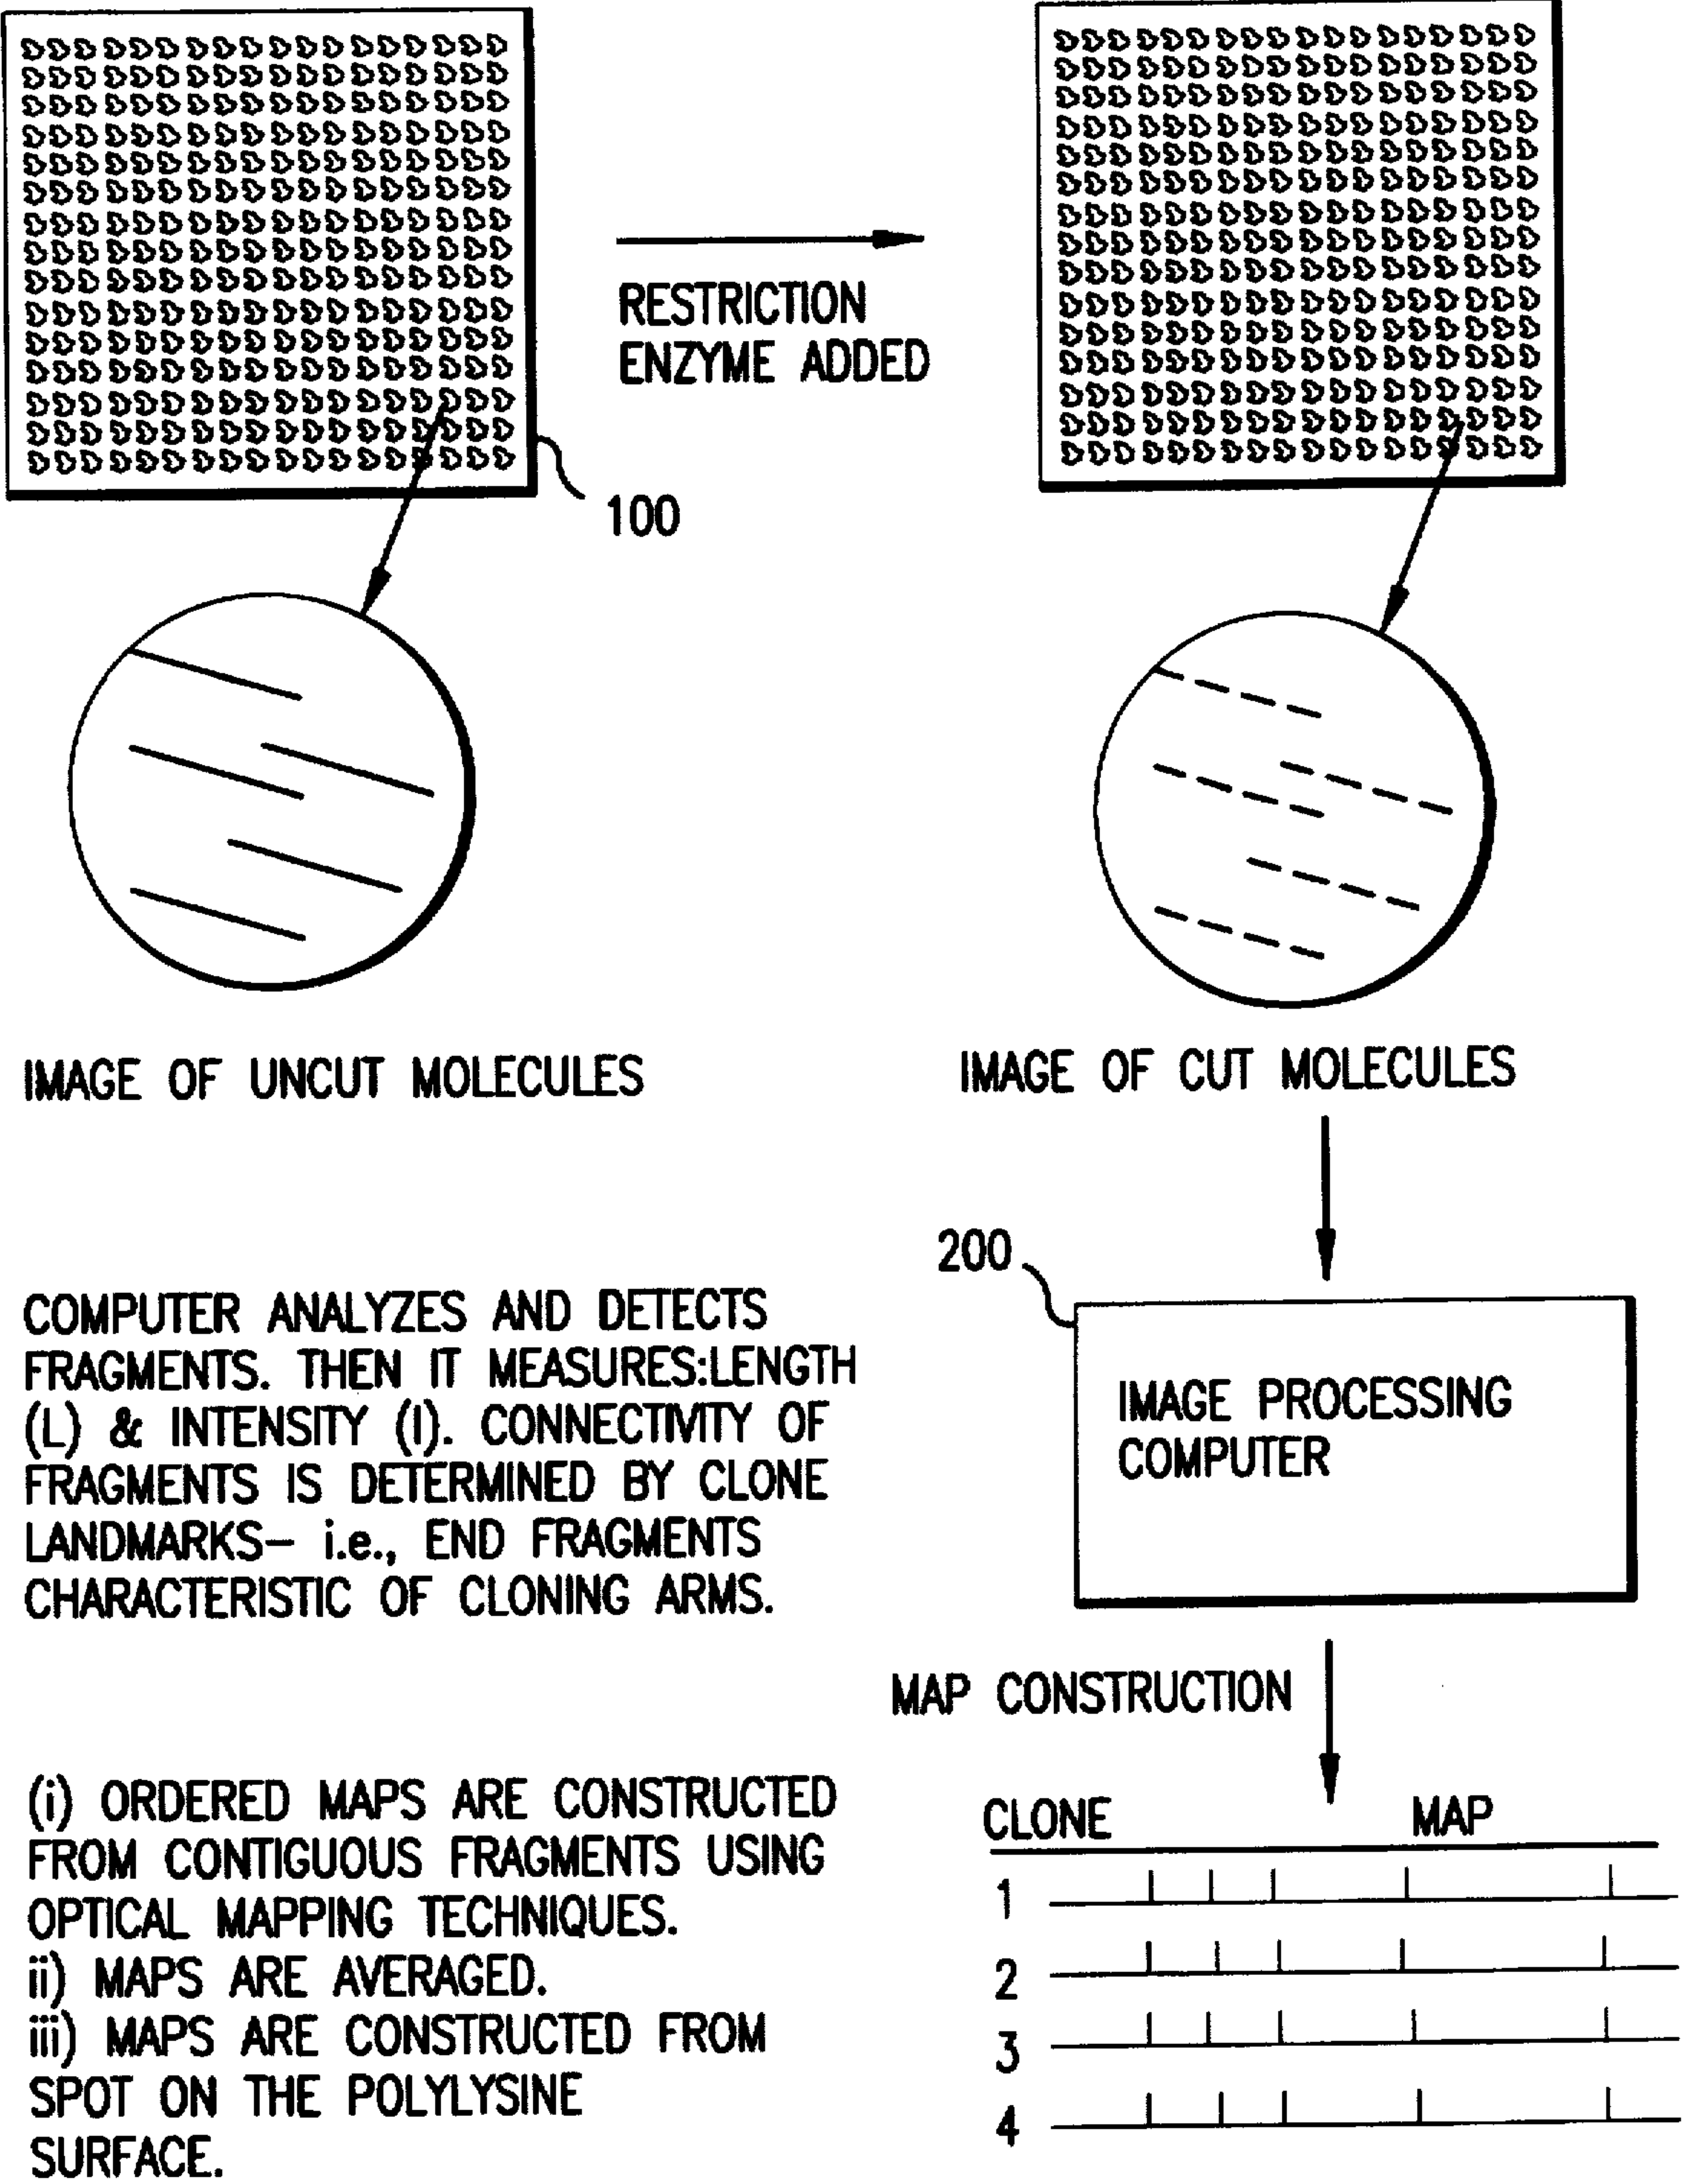 RESTRICTION
ENZYME ADDED
100
IMAGE OF UNCUT MOLECULES
IMAGE OF CUT MOLECULES
200
COMPUTER ANALYZES AND DETECTS
FRAGMENTS. THEN IT MEASURES:LENGTH
(L) & INTENSITY (I). CONNECTIVITY OF
FRAGMENTS IS DETERMINED BY CLONE
LANDMARKS– i.e., END FRAGMENTS
CHARACTERISTIC OF CLONING ARMS.
IMAGE PROCESSING
COMPUTER
MAP CONSTRUCTION
(i) ORDERED MAPS ARE CONSTRUCTED
FROM CONTIGUOUS FRAGMENTS USING
OPTICAL MAPPING TECHNIQUES.
ii) MAPS ARE AVERAGED.
iii) MAPS ARE CONSTRUCTED FROM
SPOT ON THE POLYLYSINE
SURFACE.
CLONE MAP
1
2
3
4